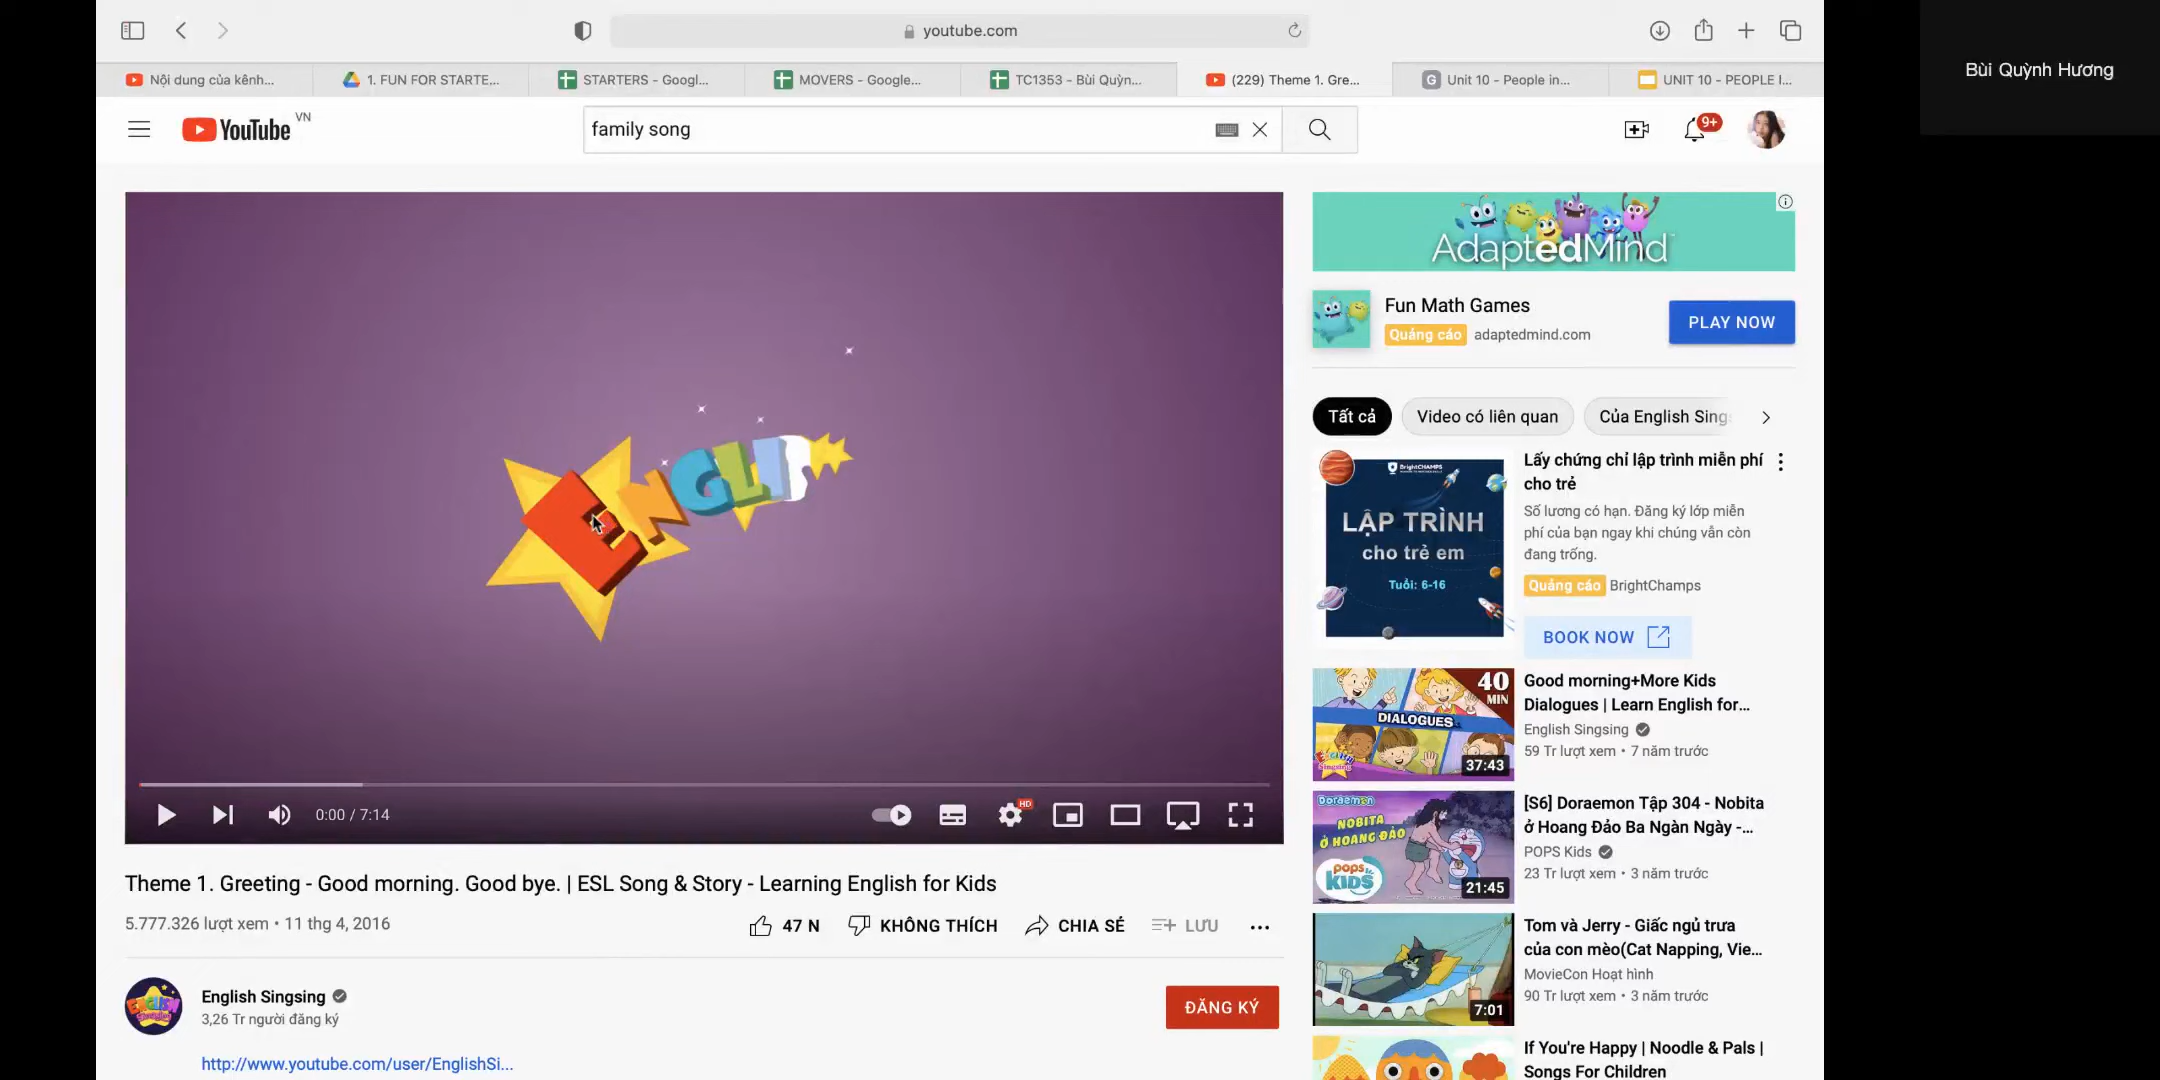 youtube.com
Nội dung của kênh...
1. FUN FOR STARTE...
STARTERS - Googl...
MOVERS - Google...
TC1353 - Bùi Quỳn...
(229) Theme 1. Gre...
Unit 10 - People in...
UNIT 10 - PEOPLE I...
Bùi Quỳnh Hương
YouTube VN
family song
9+
ENGLIS
AdaptedMind
Fun Math Games
Quảng cáo adaptedmind.com
PLAY NOW
Tất cả
Video có liên quan
Của English Sing
BrightCHAMPS
LẬP TRÌNH
cho trẻ em
Tuổi: 6-16
Lấy chứng chỉ lập trình miễn phí
cho trẻ
Số lương có hạn. Đăng ký lớp miễn
phí của bạn ngay khi chúng vẫn còn
đang trống.
Quảng cáo BrightChamps
BOOK NOW
40
MIN
DIALOGUES
37:43
Good morning+More Kids
Dialogues | Learn English for...
English Singsing
59 Tr lượt xem • 7 năm trước
Doraemon
NOBITA
Ở HOANG ĐẢO
POPS
KIDS
21:45
[S6] Doraemon Tập 304 - Nobita
ở Hoang Đảo Ba Ngàn Ngày -...
POPS Kids
23 Tr lượt xem • 3 năm trước
7:01
Tom và Jerry - Giấc ngủ trưa
của con mèo(Cat Napping, Vie...
MovieCon Hoạt hình
90 Tr lượt xem • 3 năm trước
If You're Happy | Noodle & Pals |
Songs For Children
0:00 / 7:14
HD
Theme 1. Greeting - Good morning. Good bye. | ESL Song & Story - Learning English for Kids
5.777.326 lượt xem • 11 thg 4, 2016
47 N
KHÔNG THÍCH
CHIA SẺ
LƯU
English Singsing
3,26 Tr người đăng ký
ĐĂNG KÝ
http://www.youtube.com/user/EnglishSi...